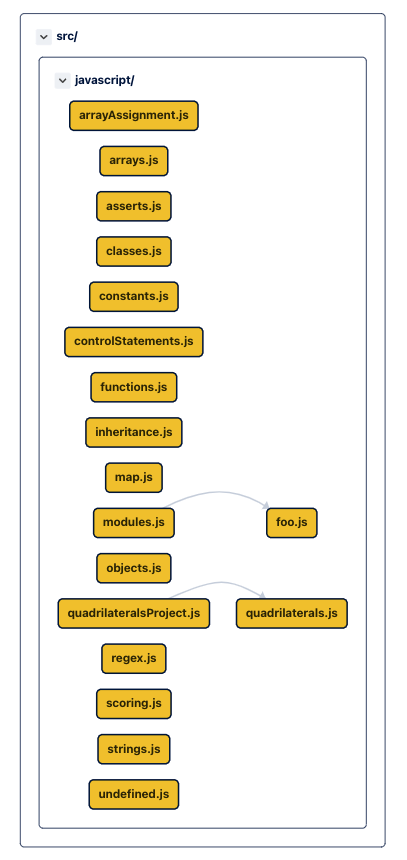 src/
javascript/
arrayAssignment.js
arrays.js
asserts.js
classes.js
constants.js
controlStatements.js
functions.js
inheritance.js
map.js
modules.js foo.js
objects.js
quadrilateralsProject.js quadrilaterals.js
regex.js
scoring.js
strings.js
undefined.js